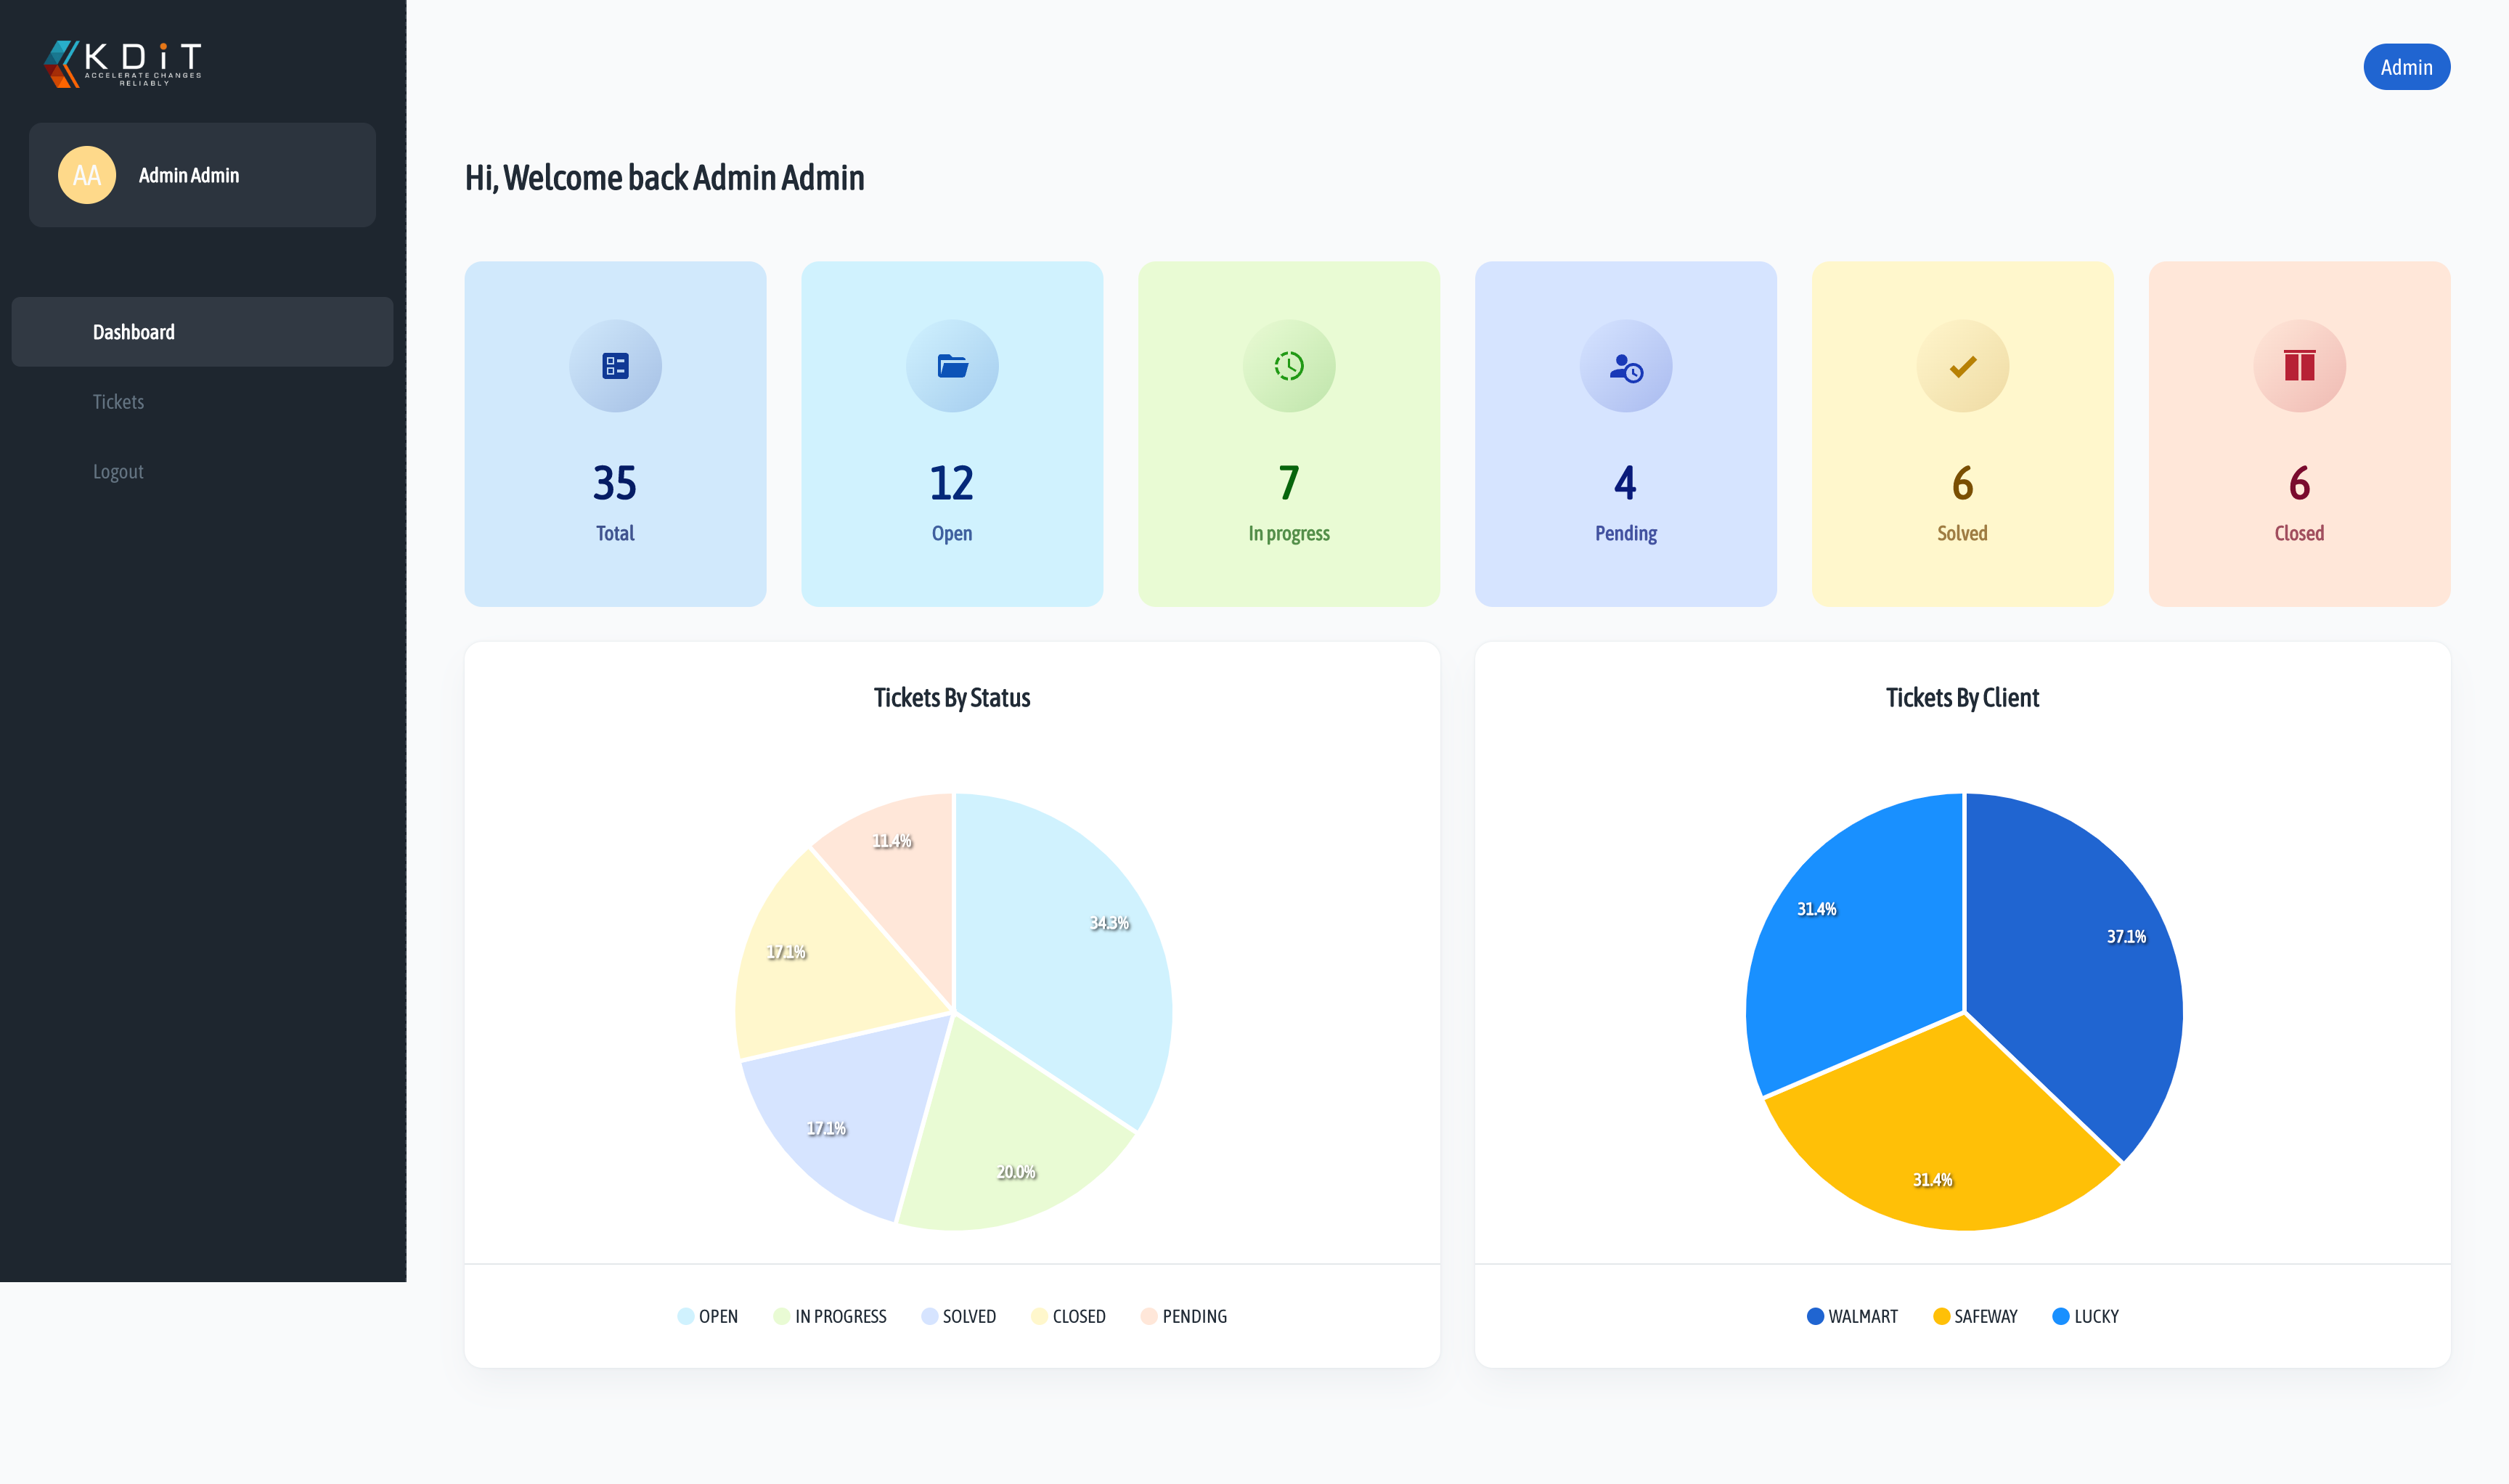 KDiT
ACCELERATE CHANGES
RELIABLY
Admin
AA
Admin Admin
Hi, Welcome back Admin Admin
Dashboard
Tickets
Logout
35
Total
12
Open
7
In progress
4
Pending
6
Solved
6
Closed
Tickets By Status
11.4%
34.3%
17.1%
17.1%
20.0%
OPEN
IN PROGRESS
SOLVED
CLOSED
PENDING
Tickets By Client
31.4%
37.1%
31.4%
WALMART
SAFEWAY
LUCKY